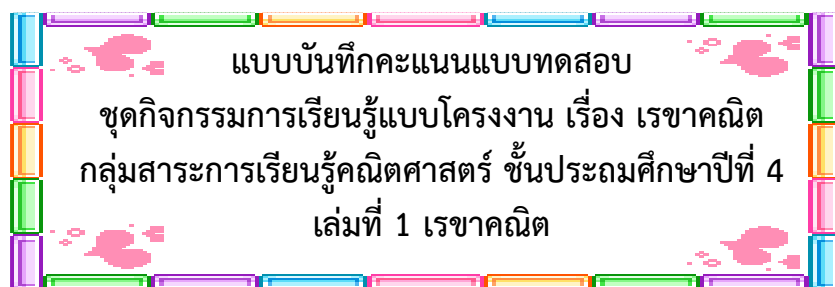 แบบบันทึกคะแนนแบบทดสอบ
ชุดกิจกรรมการเรียนรู้แบบโครงงาน เรื่อง เรขาคณิต
กลุ่มสาระการเรียนรู้คณิตศาสตร์ ชั้นประถมศึกษาปีที่ 4
เล่มที่ 1 เรขาคณิต